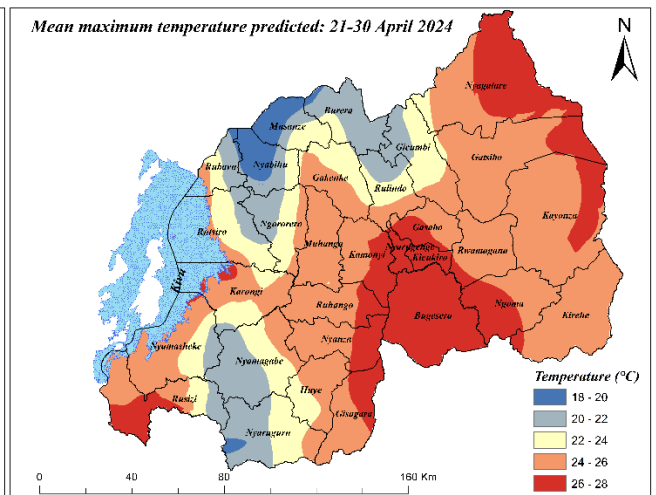 Mean maximum temperature predicted: 21-30 April 2024
N
Nyagatare
Burera
Musanze
Gicumbi
Rubavu
Nyabihu
Gatsibo
Gakenke
Rulindo
Kayonza
Rutsiro
Ngororero
Gasabo
Muhanga
Kamonyi
Nyarugenge
Kicukiro
Rwamagana
Kivu
Karongi
Ruhango
Bugesera
Ngoma
Kirehe
Nyamasheke
Nyanza
Nyamagabe
Huye
Rusizi
Gisagara
Nyaruguru
Temperature (°C)
18 - 20
20 - 22
22 - 24
24 - 26
26 - 28
0 40 80 160 Km